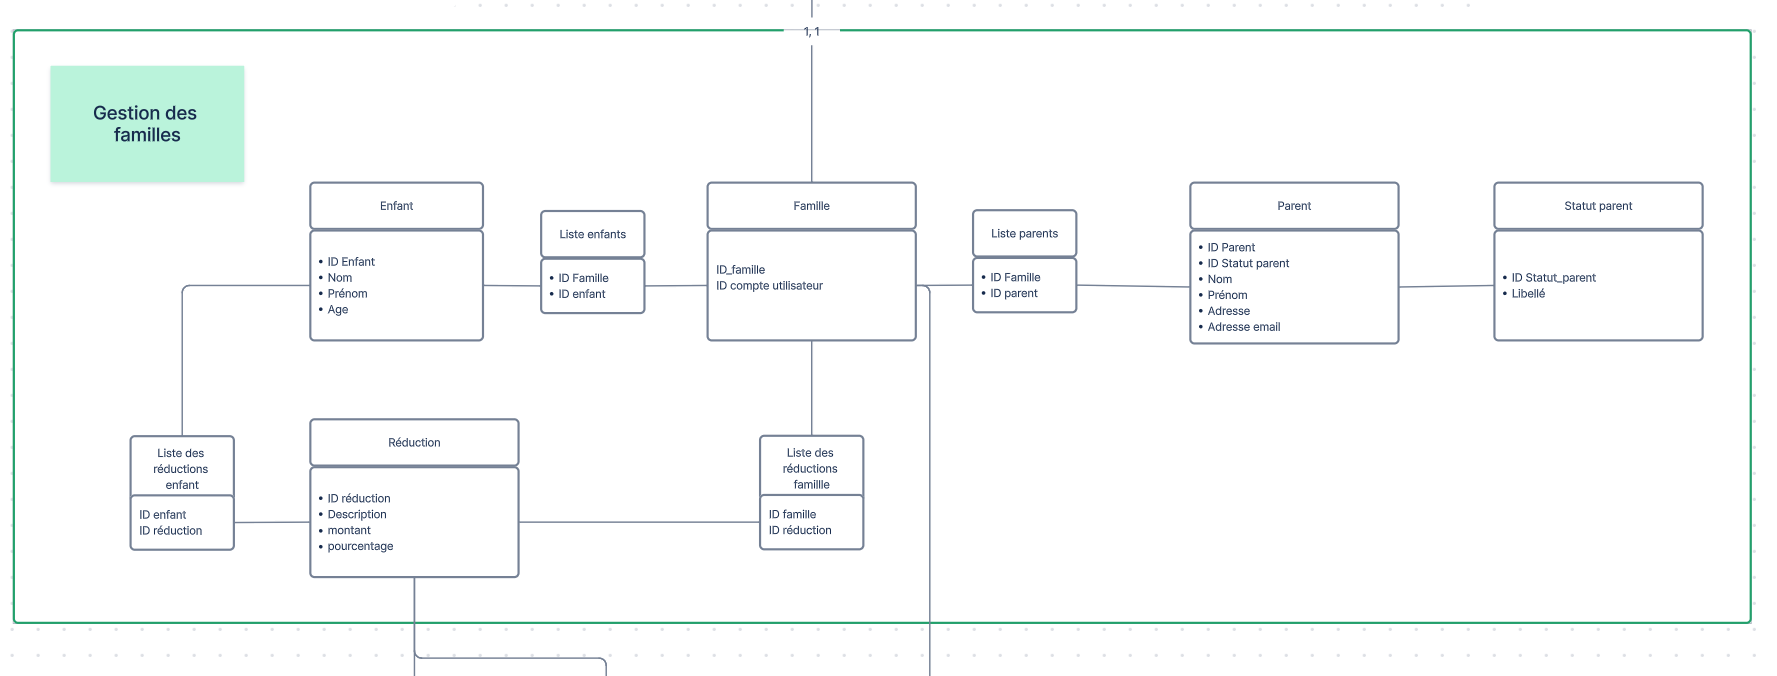 1, 1
Gestion des
familles
Enfant
• ID Enfant
• Nom
• Prénom
• Age
Liste enfants
• ID Famille
• ID enfant
Famille
ID_famille
ID compte utilisateur
Liste parents
• ID Famille
• ID parent
Parent
• ID Parent
• ID Statut parent
• Nom
• Prénom
• Adresse
• Adresse email
Statut parent
• ID Statut_parent
• Libellé
Liste des
réductions
enfant
ID enfant
ID réduction
Réduction
• ID réduction
• Description
• montant
• pourcentage
Liste des
réductions
famillle
ID famille
ID réduction